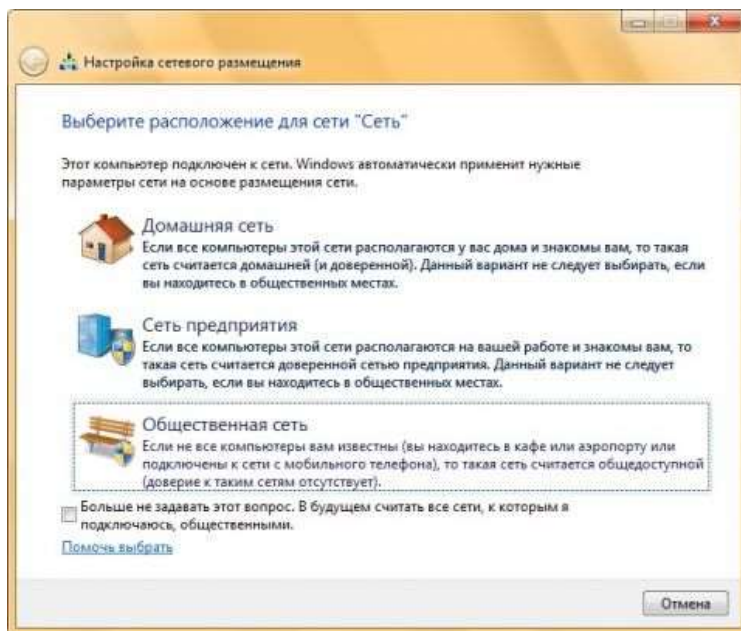 Настройка сетевого размещения
Выберите расположение для сети "Сеть"
Этот компьютер подключен к сети. Windows автоматически применит нужные
параметры сети на основе размещения сети.
Домашняя сеть
Если все компьютеры этой сети располагаются у вас дома и знакомы вам, то такая
сеть считается домашней (и доверенной). Данный вариант не следует выбирать, если
вы находитесь в общественных местах.
Сеть предприятия
Если все компьютеры этой сети располагаются на вашей работе и знакомы вам, то
такая сеть считается доверенной сетью предприятия. Данный вариант не следует
выбирать, если вы находитесь в общественных местах.
Общественная сеть
Если не все компьютеры вам известны (вы находитесь в кафе или аэропорту или
подключены к сети с мобильного телефона), то такая сеть считается общедоступной
(доверие к таким сетям отсутствует).
Больше не задавать этот вопрос. В будущем считать все сети, к которым я
подключаюсь, общественными.
Помочь выбрать
Отмена